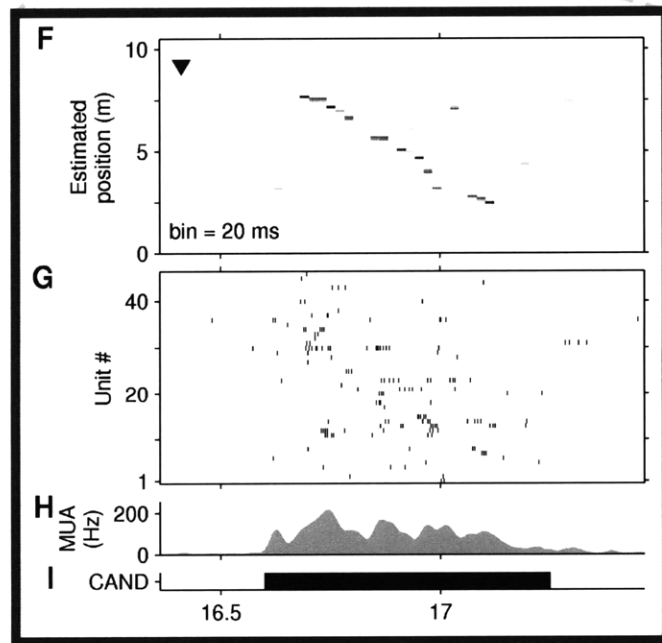 F
10
5
0
Estimated position (m)
bin = 20 ms
G
40
20
1
Unit #
H
200
0
MUA (Hz)
I
CAND
16.5 17